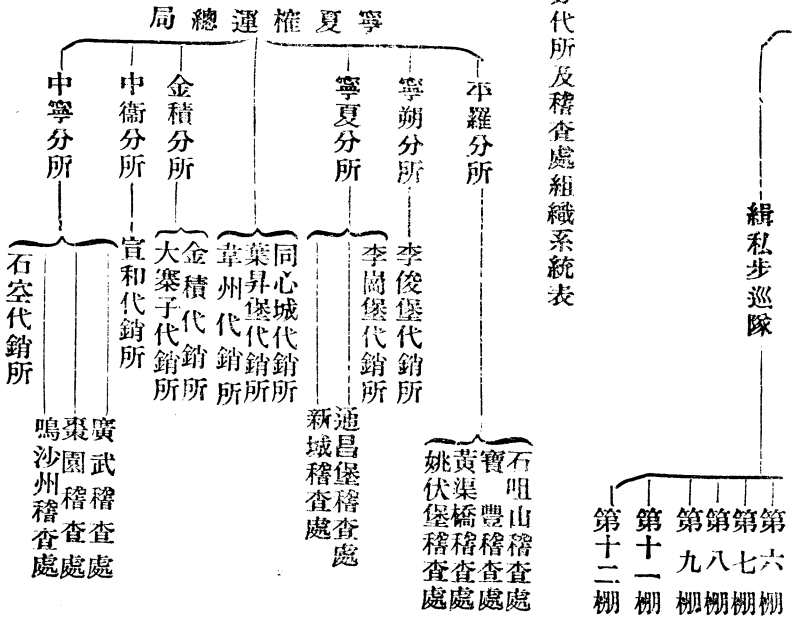 緝私步巡隊
第六棚
第七棚
第八棚
第九棚
第十一棚
第十二棚
代所及稽查處組織系統表
寧夏榷運總局
平羅分所
石咀山稽查處
寶豐稽查處
黃渠橋稽查處
姚伏堡稽查處
寧朔分所
李俊堡代銷所
寧夏分所
李崗堡代銷所
通昌堡稽查處
新城稽查處
同心城代銷所
葉昇堡代銷所
韋州代銷所
金積分所
金積代銷所
大寨子代銷所
中衞分所
宣和代銷所
中寧分所
廣武稽查處
棗園稽查處
鳴沙州稽查處
石空代銷所